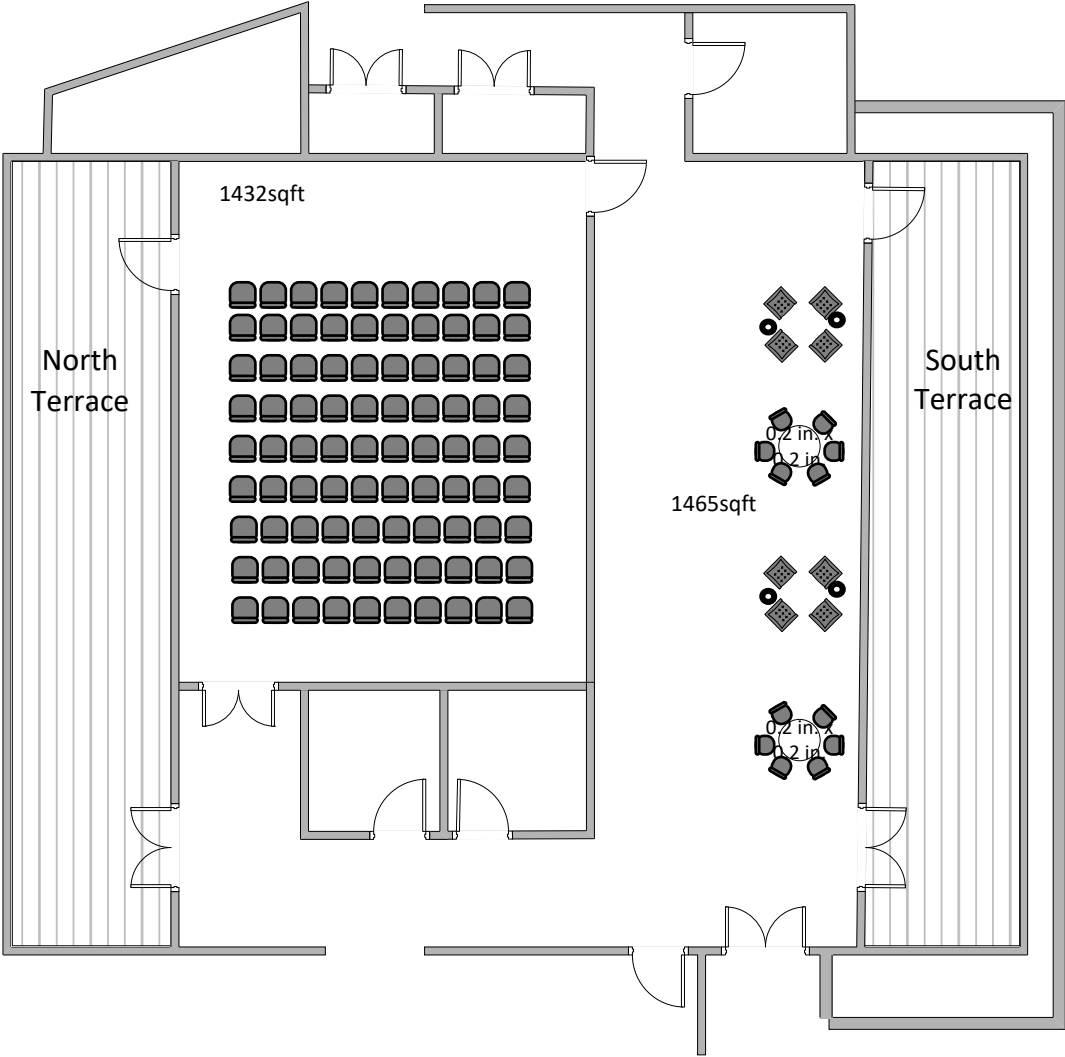 1432sqft
North
Terrace
South
Terrace
0.2 in. x
0.2 in.
1465sqft
0.2 in. x
0.2 in.